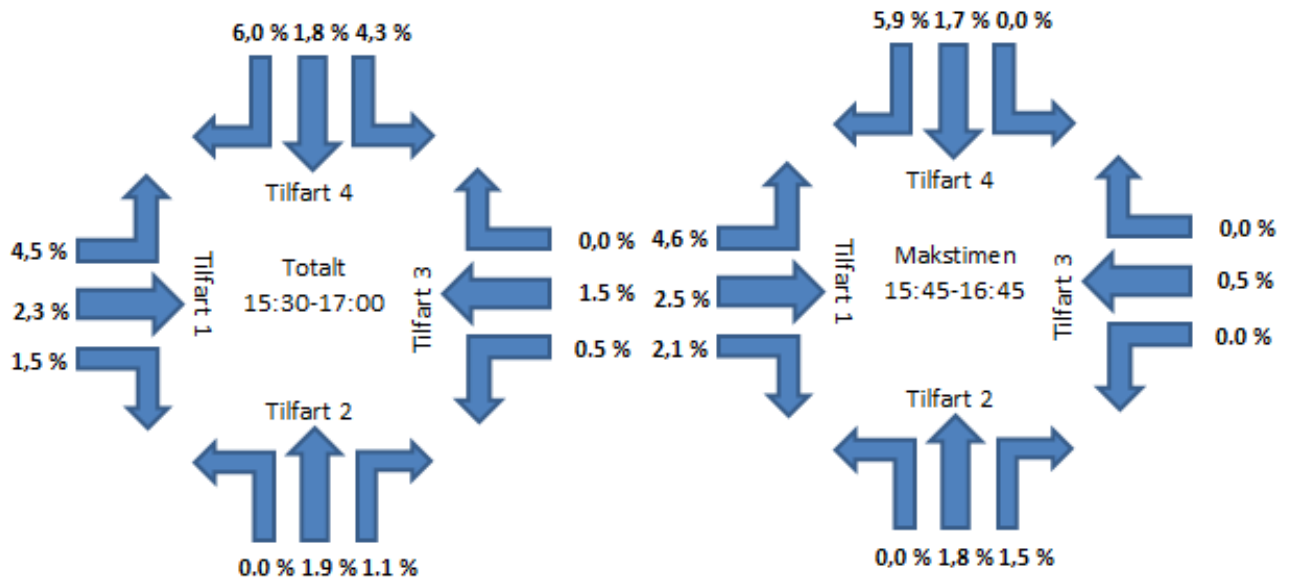 6,0 % 1,8 % 4,3 %
Tilfart 4
4,5 %
2,3 %
1,5 %
Tilfart 1
Totalt
15:30-17:00
Tilfart 3
0,0 %
1.5 %
0.5 %
Tilfart 2
0.0 % 1.9 % 1.1 %
5,9 % 1,7 % 0,0 %
Tilfart 4
4,6 %
2.5 %
2,1 %
Tilfart 1
Makstimen
15:45-16:45
Tilfart 3
0,0 %
0,5 %
0.0 %
Tilfart 2
0,0 % 1,8 % 1,5 %